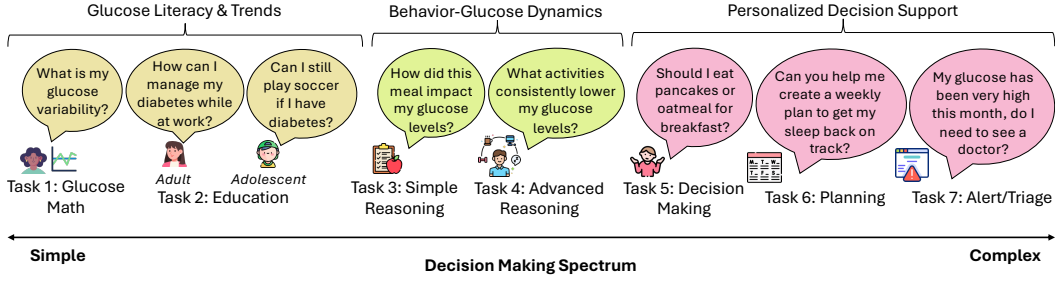 Glucose Literacy & Trends
Behavior-Glucose Dynamics
Personalized Decision Support
What is my
glucose
variability?
How can I
manage my
diabetes while
at work?
Can I still
play soccer
if I have
diabetes?
How did this
meal impact
my glucose
levels?
What activities
consistently lower
my glucose
levels?
Should I eat
pancakes or
oatmeal for
breakfast?
Can you help me
create a weekly
plan to get my
sleep back on
track?
My glucose has
been very high
this month, do I
need to see a
doctor?
Task 1: Glucose
Math
Adult
Adolescent
Task 2: Education
Task 3: Simple
Reasoning
Task 4: Advanced
Reasoning
Task 5: Decision
Making
M T W
T F S
Task 6: Planning
Task 7: Alert/Triage
Simple
Decision Making Spectrum
Complex